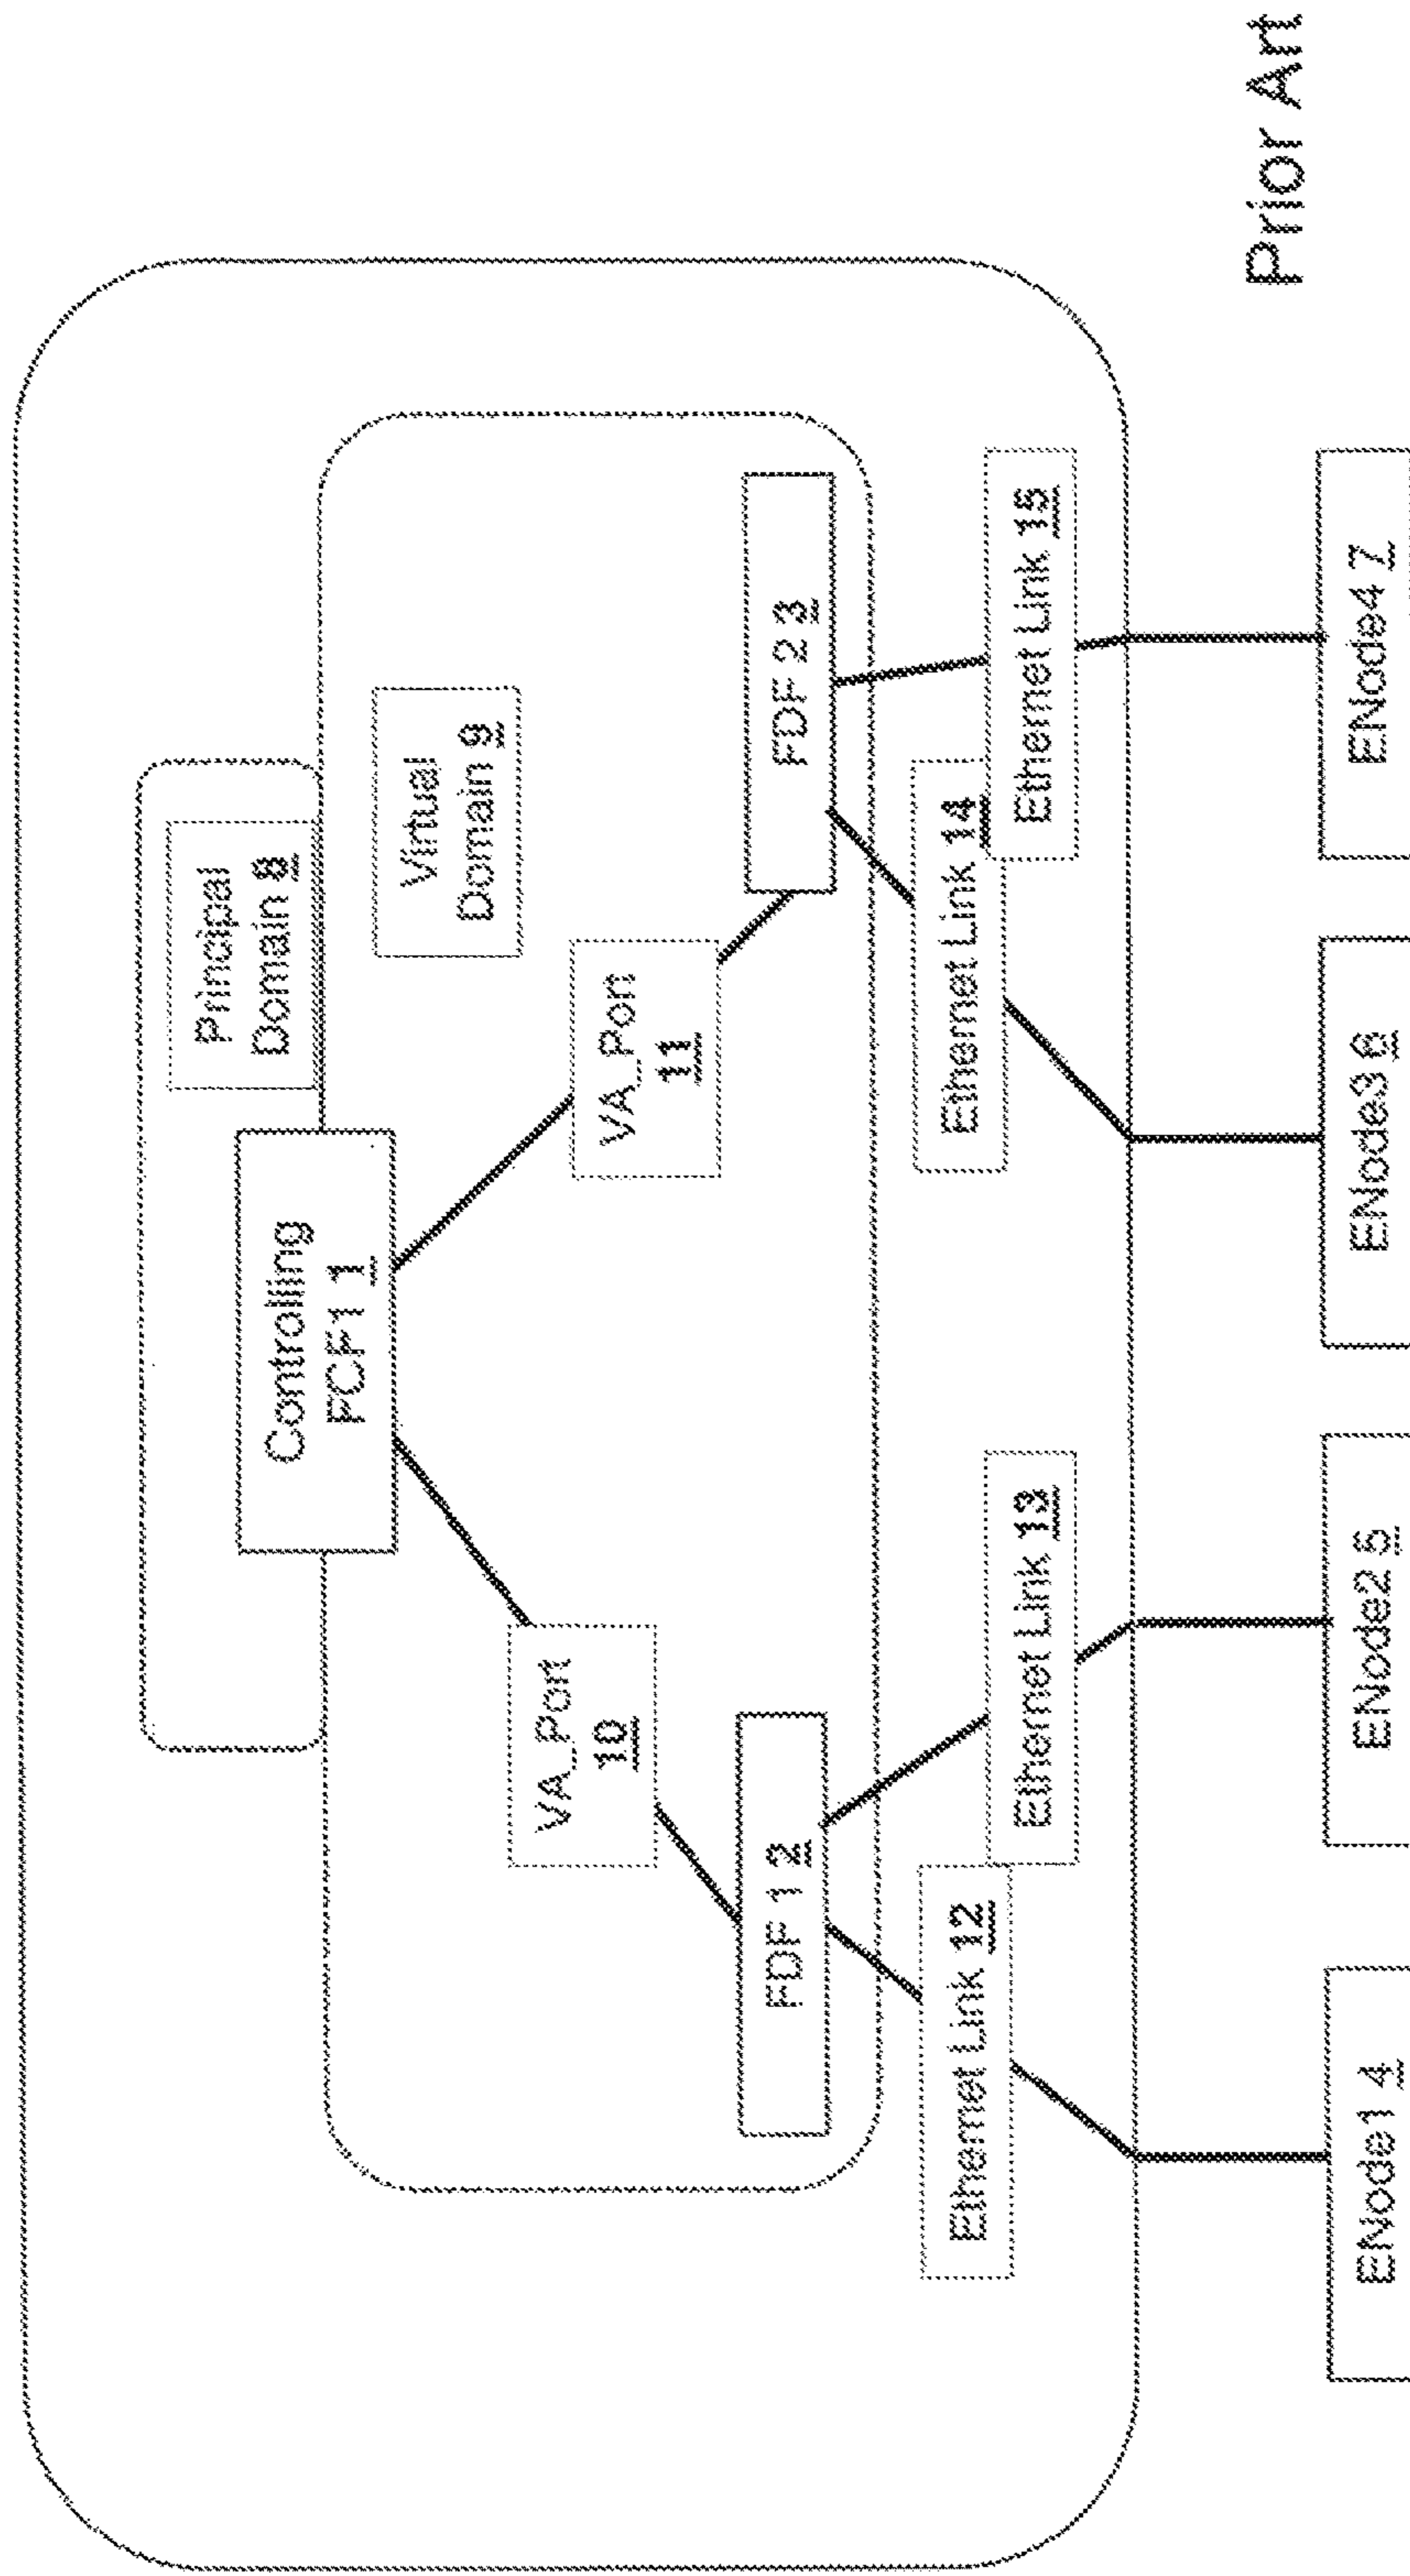 Principal
Domain 8
Controlling
FCF1 1
Virtual
Domain 9
VA_Port
10
VA_Port
11
FDF 1 2
FDF 2 3
Ethernet Link 12
Ethernet Link 13
Ethernet Link 14
Ethernet Link 15
ENode1 4
ENode2 5
ENode3 6
ENode4 7
Prior Art